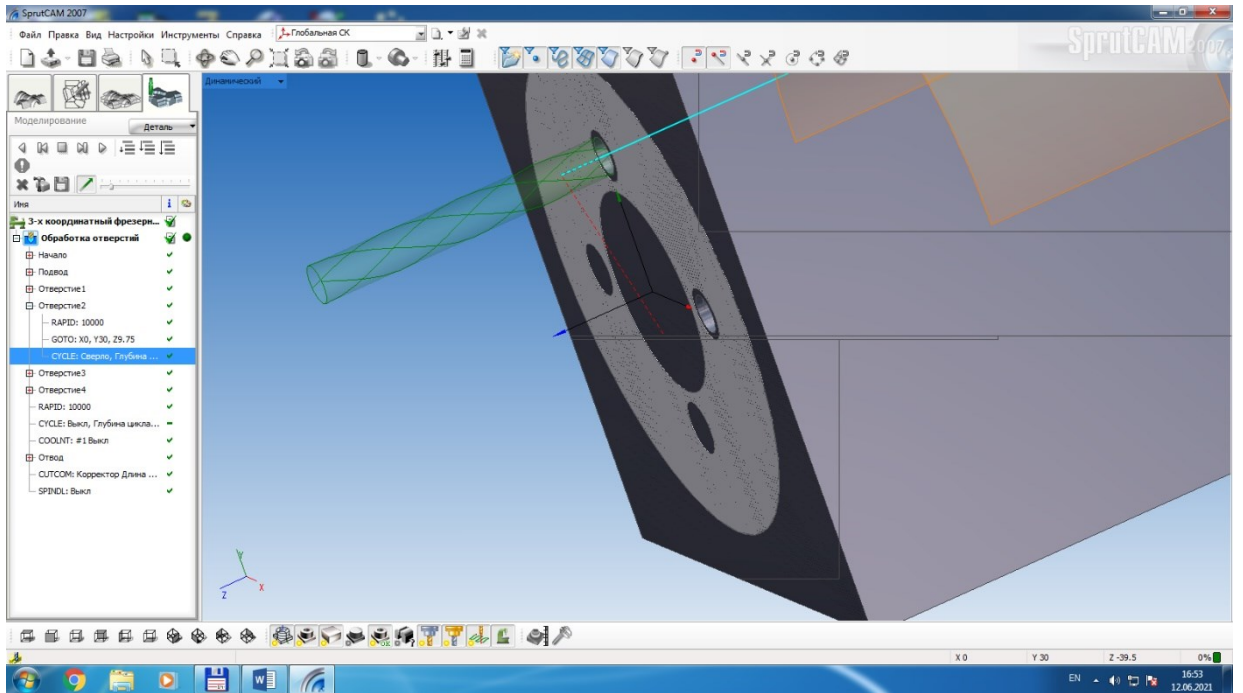 SprutCAM 2007
Файл Правка Вид Настройки Инструменты Справка Глобальная СК
SprutCAM 2007
Динамический
Моделирование
Деталь
Имя
3-х координатный фрезерн...
Обработка отверстий
Начало
Подвод
Отверстие1
Отверстие2
RAPID: 10000
GOTO: X0, Y30, Z9.75
CYCLE: Сверло, Глубина ...
Отверстие3
Отверстие4
RAPID: 10000
CYCLE: Выкл, Глубина цикла...
COOLNT: #1 Выкл
Отвод
CUTCOM: Корректор Длина ...
SPINDL: Выкл
Y
X
Z
X 0 Y 30 Z -39.5 0%
EN 16:53
12.06.2021